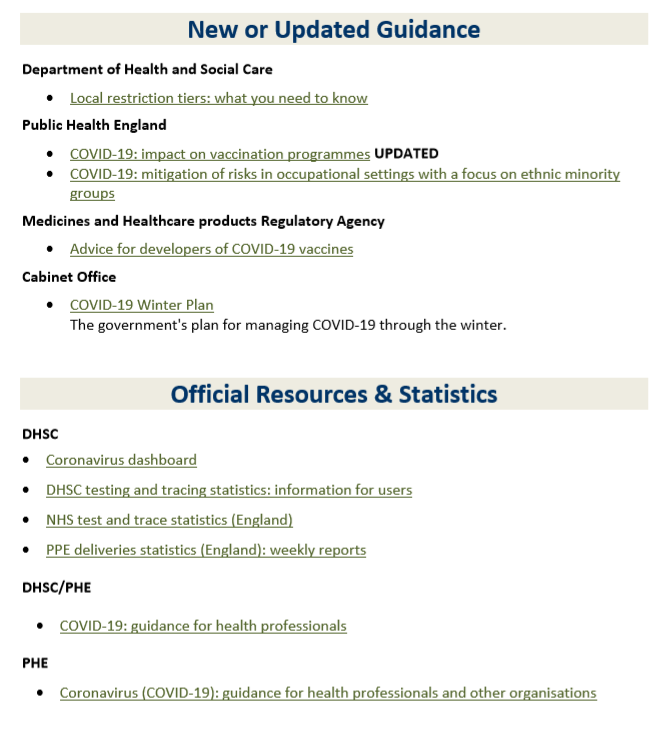 New or Updated Guidance
Department of Health and Social Care
• Local restriction tiers: what you need to know
Public Health England
• COVID-19: impact on vaccination programmes UPDATED
• COVID-19: mitigation of risks in occupational settings with a focus on ethnic minority
groups
Medicines and Healthcare products Regulatory Agency
• Advice for developers of COVID-19 vaccines
Cabinet Office
• COVID-19 Winter Plan
The government's plan for managing COVID-19 through the winter.
Official Resources & Statistics
DHSC
• Coronavirus dashboard
• DHSC testing and tracing statistics: information for users
• NHS test and trace statistics (England)
• PPE deliveries statistics (England): weekly reports
DHSC/PHE
• COVID-19: guidance for health professionals
PHE
• Coronavirus (COVID-19): guidance for health professionals and other organisations